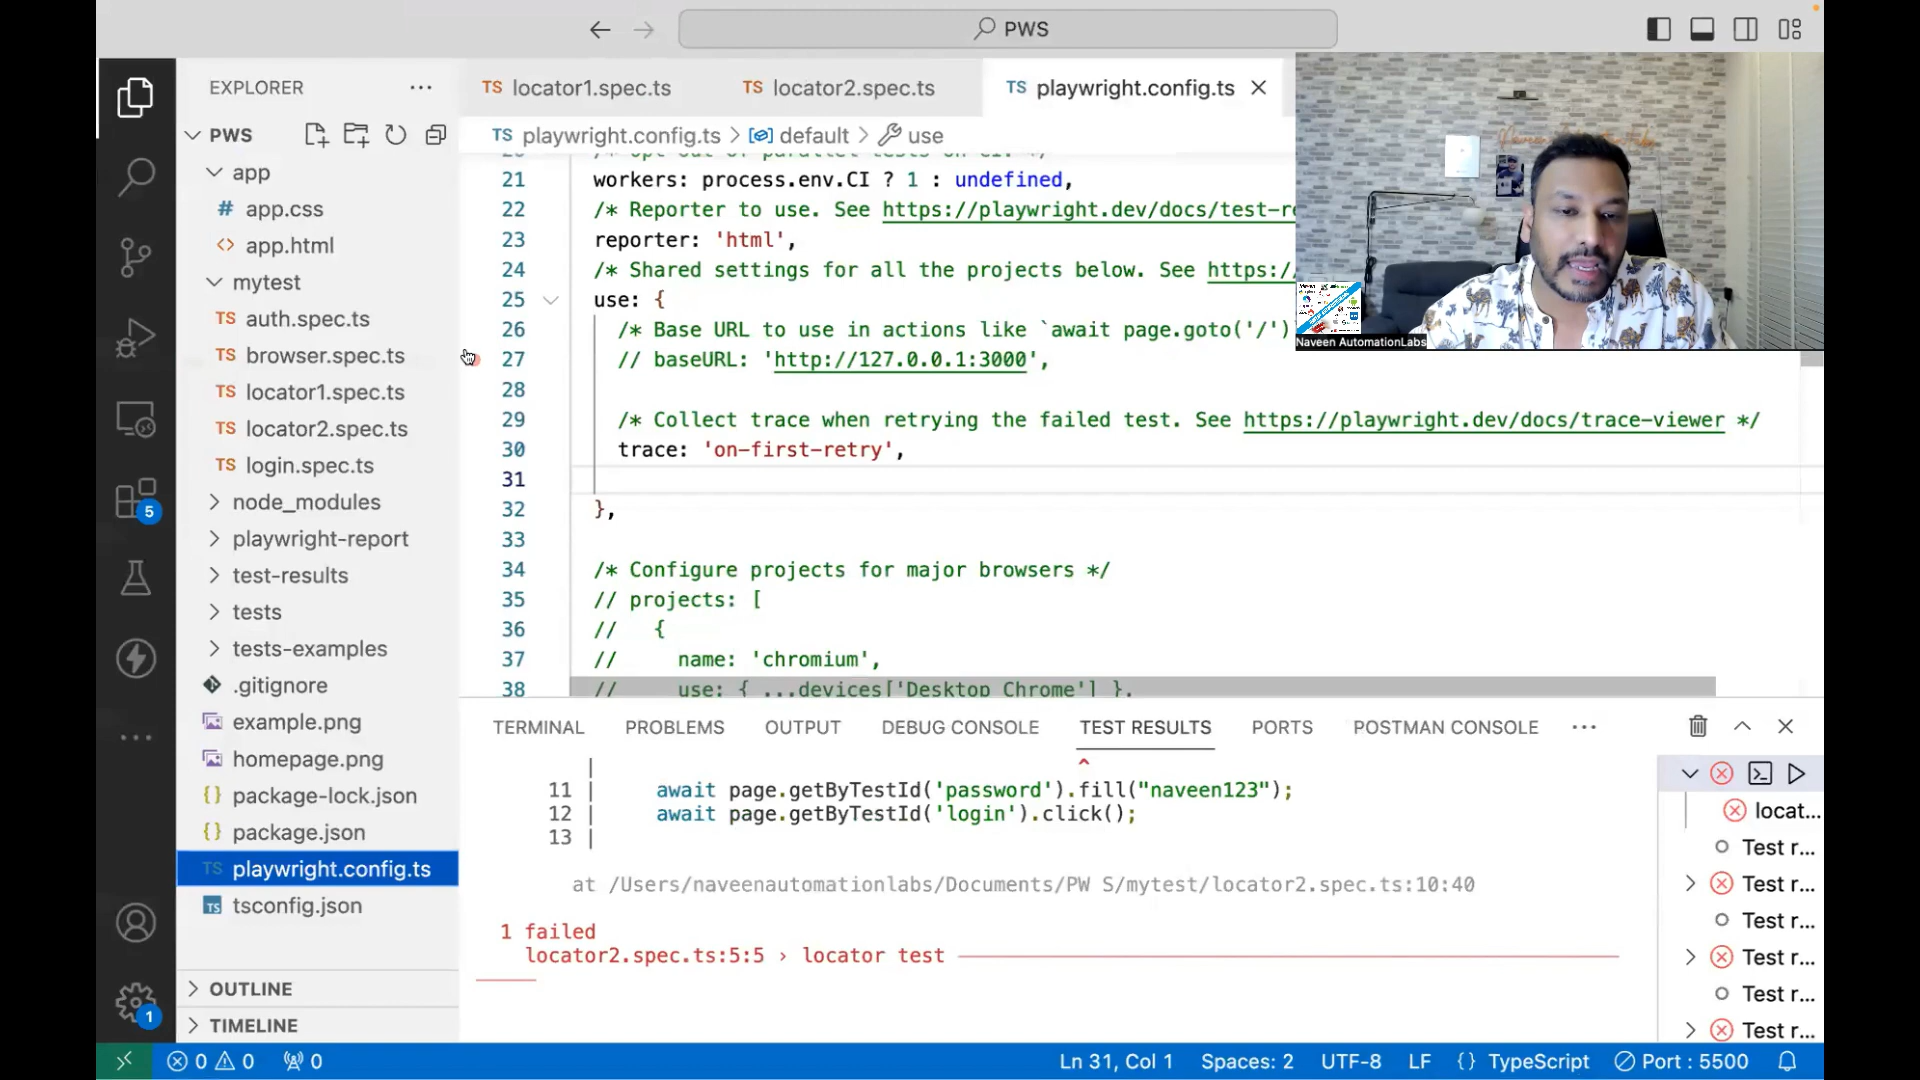 PWS
EXPLORER
locator1.spec.ts
locator2.spec.ts
playwright.config.ts
PWS
playwright.config.ts > default > use
app
app.css
app.html
mytest
auth.spec.ts
browser.spec.ts
locator1.spec.ts
locator2.spec.ts
login.spec.ts
node_modules
playwright-report
test-results
tests
tests-examples
.gitignore
example.png
homepage.png
package-lock.json
package.json
playwright.config.ts
tsconfig.json
OUTLINE
TIMELINE
21 workers: process.env.CI ? 1 : undefined,
22 /* Reporter to use. See https://playwright.dev/docs/test-re
23 reporter: 'html',
24 /* Shared settings for all the projects below. See https:/
25 use: {
26 /* Base URL to use in actions like `await page.goto('/')
27 // baseURL: 'http://127.0.0.1:3000',
28
29 /* Collect trace when retrying the failed test. See https://playwright.dev/docs/trace-viewer */
30 trace: 'on-first-retry',
31
32 },
33
34 /* Configure projects for major browsers */
35 // projects: [
36 // {
37 // name: 'chromium',
38 // use: { ...devices['Desktop Chrome'] },
Naveen AutomationLabs
TERMINAL PROBLEMS OUTPUT DEBUG CONSOLE TEST RESULTS PORTS POSTMAN CONSOLE
11 | await page.getByTestId('password').fill("naveen123");
12 | await page.getByTestId('login').click();
13 |
at /Users/naveenautomationlabs/Documents/PW S/mytest/locator2.spec.ts:10:40
1 failed
locator2.spec.ts:5:5 › locator test
locat...
Test r...
Test r...
Test r...
Test r...
Test r...
Test r...
5
1
0 0 0
Ln 31, Col 1 Spaces: 2 UTF-8 LF {} TypeScript Port : 5500